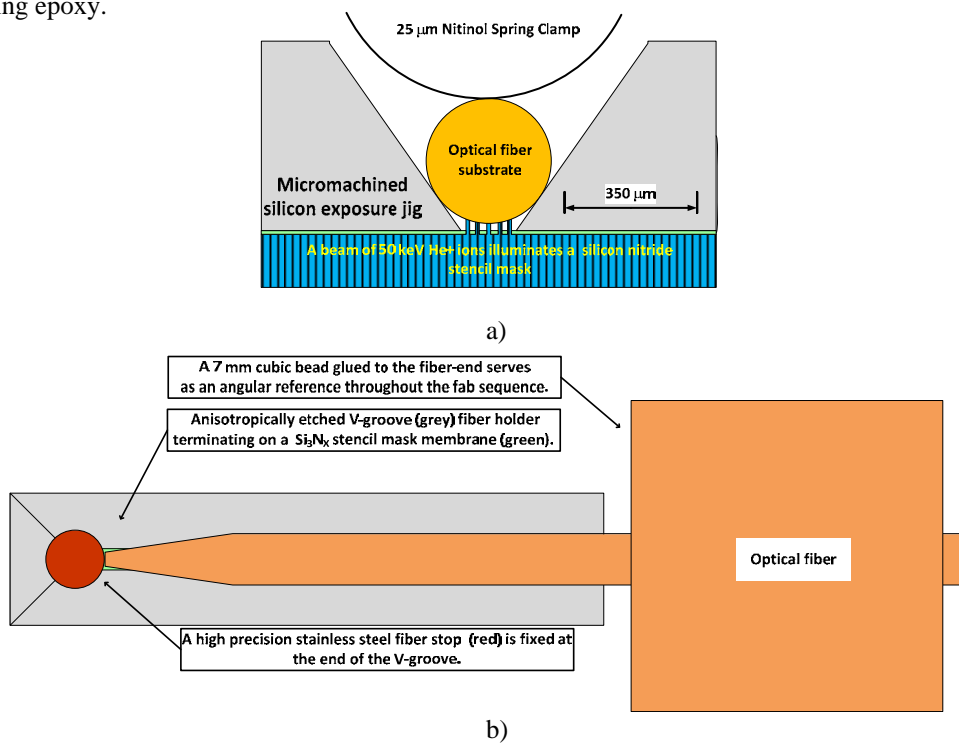 ng epoxy.
25 µm Nitinol Spring Clamp
Optical fiber
substrate
Micromachined
silicon exposure jig
350 µm
A beam of 50 keV He+ ions illuminates a silicon nitride
stencil mask
a)
A 7 mm cubic bead glued to the fiber-end serves
as an angular reference throughout the fab sequence.
Anisotropically etched V-groove (grey) fiber holder
terminating on a Si₃Nₓ stencil mask membrane (green).
Optical fiber
A high precision stainless steel fiber stop (red) is fixed at
the end of the V-groove.
b)